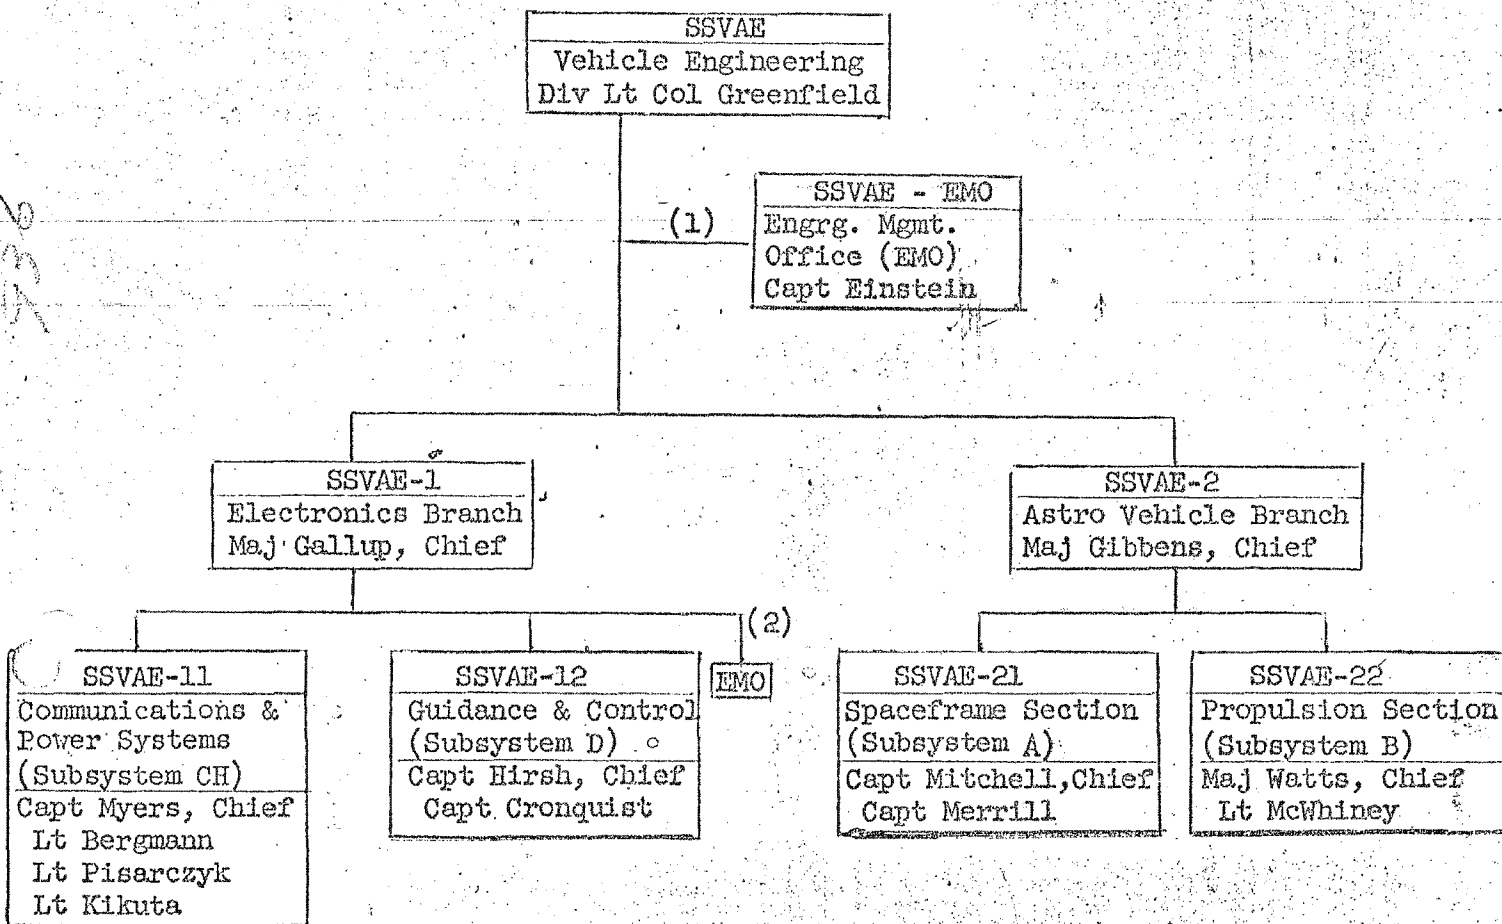 SSVAE
Vehicle Engineering
Div Lt Col Greenfield
(1)
SSVAE - EMO
Engrg. Mgmt.
Office (EMO)
Capt Einstein
SSVAE-1
Electronics Branch
Maj Gallup, Chief
SSVAE-2
Astro Vehicle Branch
Maj Gibbens, Chief
(2)
SSVAE-11
Communications &
Power Systems
(Subsystem CH)
Capt Myers, Chief
Lt Bergmann
Lt Pisarczyk
Lt Kikuta
SSVAE-12
Guidance & Control
(Subsystem D)
Capt Hirsh, Chief
Capt Cronquist
EMO
SSVAE-21
Spaceframe Section
(Subsystem A)
Capt Mitchell,Chief
Capt Merrill
SSVAE-22
Propulsion Section
(Subsystem B)
Maj Watts, Chief
Lt McWhiney